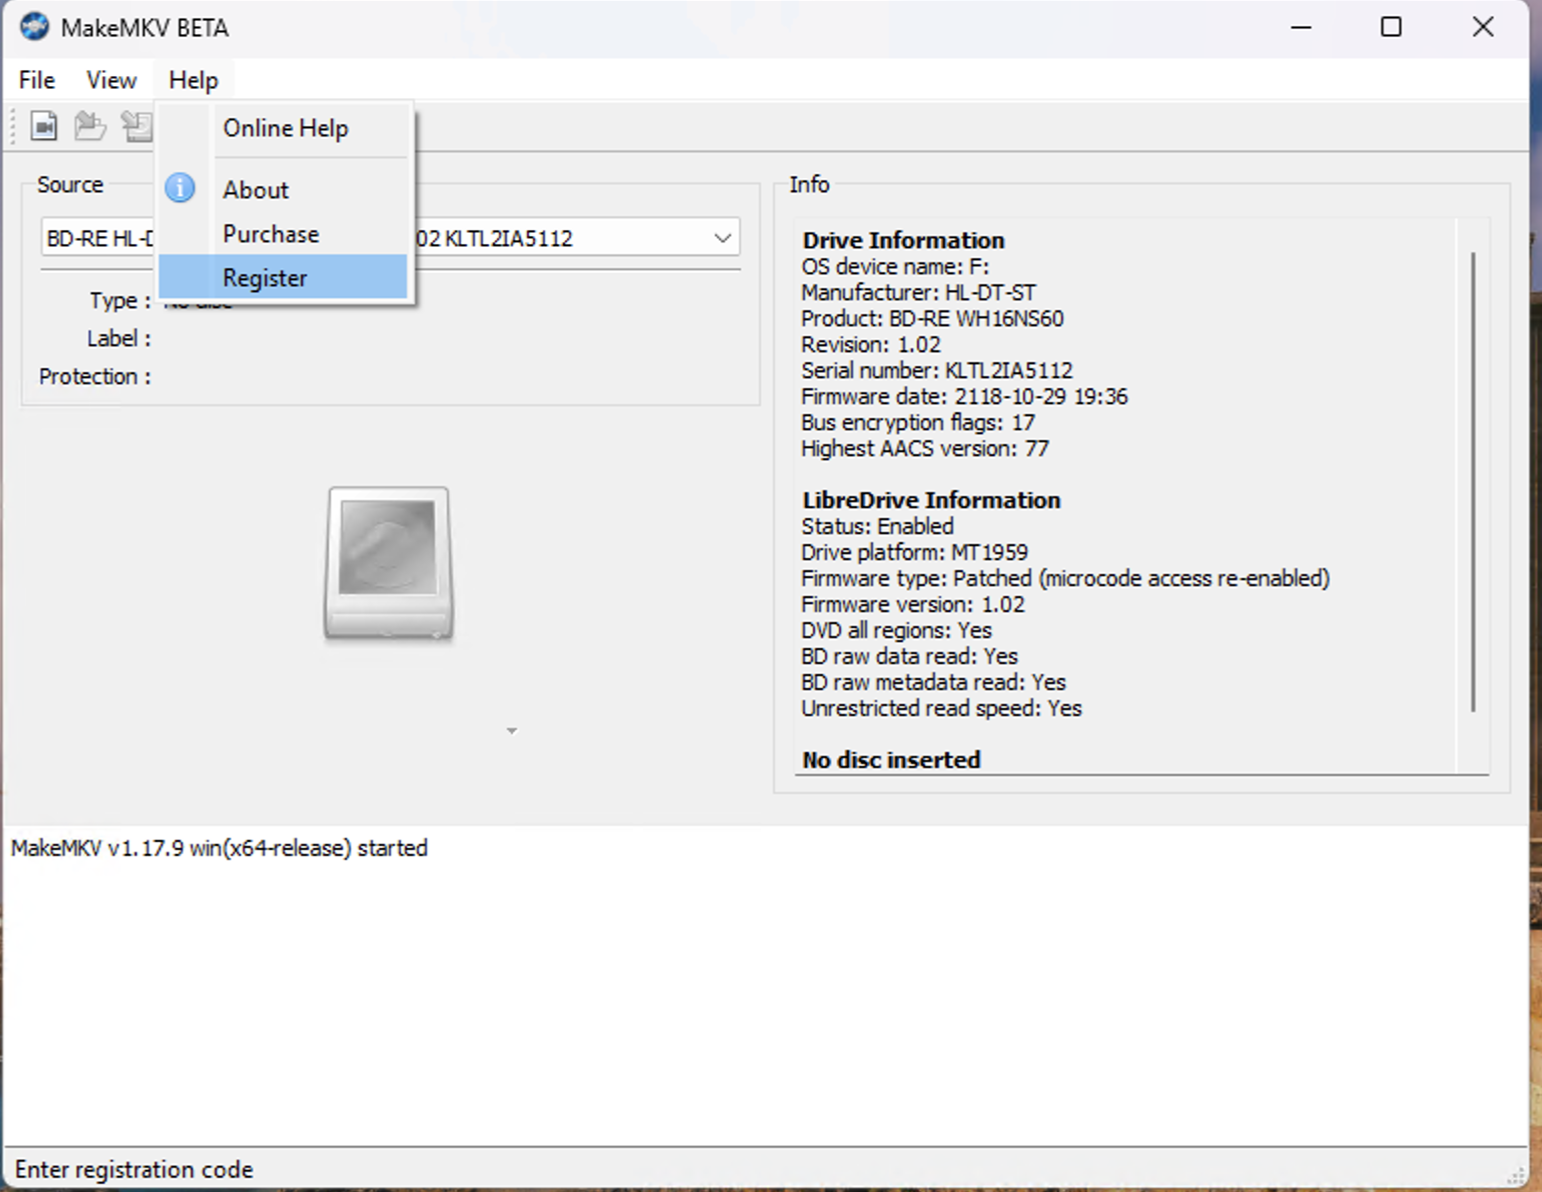 MakeMKV BETA
File View Help
Online Help
About
Purchase
Register
Source
BD-RE HL-D
02 KLTL2IA5112
Type :
Label :
Protection :
Info
Drive Information
OS device name: F:
Manufacturer: HL-DT-ST
Product: BD-RE WH16NS60
Revision: 1.02
Serial number: KLTL2IA5112
Firmware date: 2118-10-29 19:36
Bus encryption flags: 17
Highest AACS version: 77
LibreDrive Information
Status: Enabled
Drive platform: MT1959
Firmware type: Patched (microcode access re-enabled)
Firmware version: 1.02
DVD all regions: Yes
BD raw data read: Yes
BD raw metadata read: Yes
Unrestricted read speed: Yes
No disc inserted
MakeMKV v1.17.9 win(x64-release) started
Enter registration code